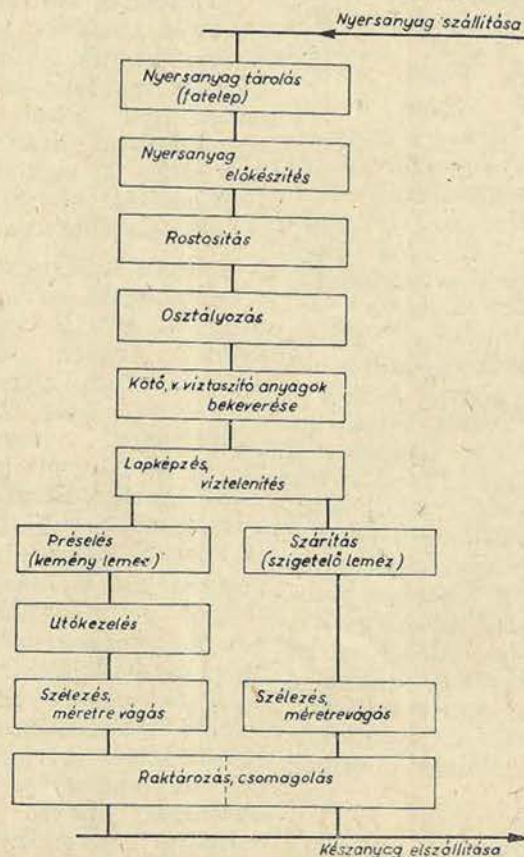 Nyersanyag szállítása
Nyersanyag tárolás
(fatelep)
Nyersanyag
előkészítés
Rostosítás
Osztályozás
Kötő, v. víztaszító anyagok
bekeverése
Lapképzés,
víztelenítés
Préselés
(kemény lemez)
Szárítás
(szigetelő lemez)
Utókezelés
Szélezés,
méretre vágás
Szélezés,
méretrevágás
Raktározás, csomagolás
Készanyag elszállítása